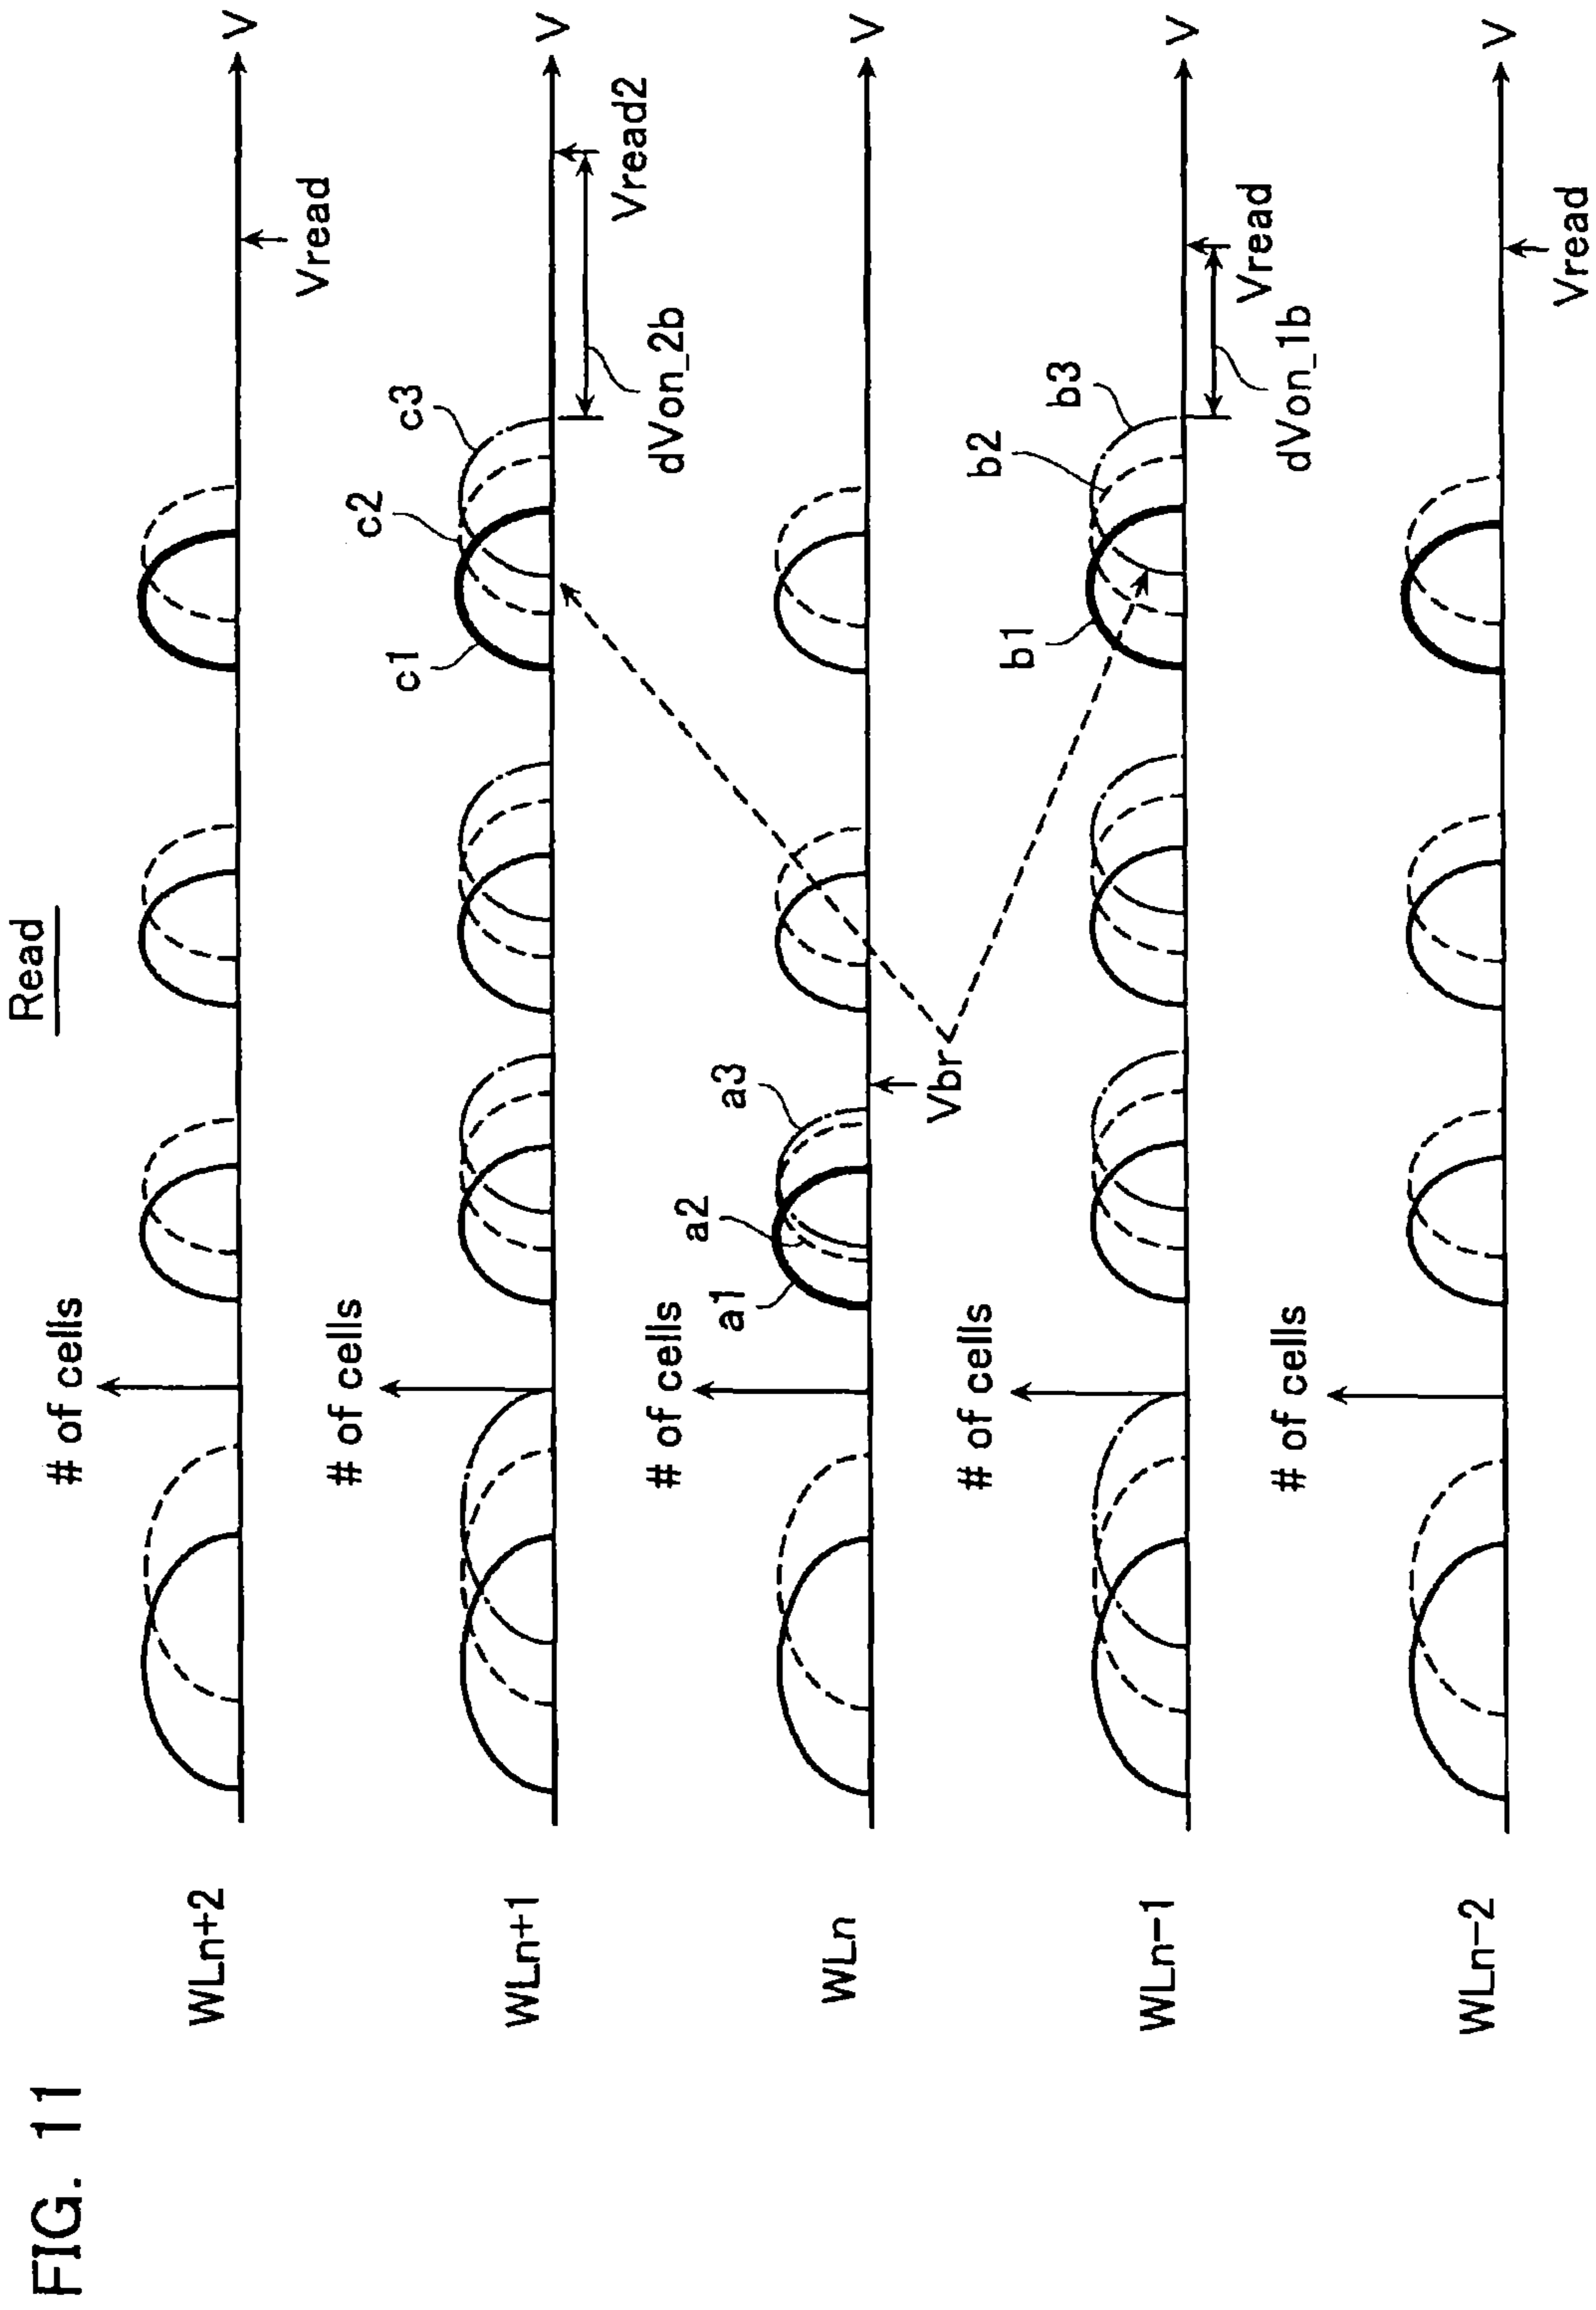 FIG. 11
Read
WLn+2
# of cells
V
Vread
WLn+1
# of cells
c1
c2
c3
V
Vread2
dVon_2b
WLn
# of cells
a1
a2
a3
V
Vbr
WLn-1
# of cells
b1
b2
b3
V
Vread
dVon_1b
WLn-2
# of cells
V
Vread